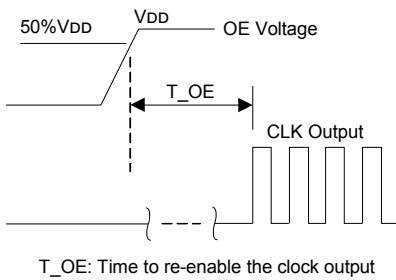 50%VDD
VDD
OE Voltage
T_OE
CLK Output
T_OE: Time to re-enable the clock output